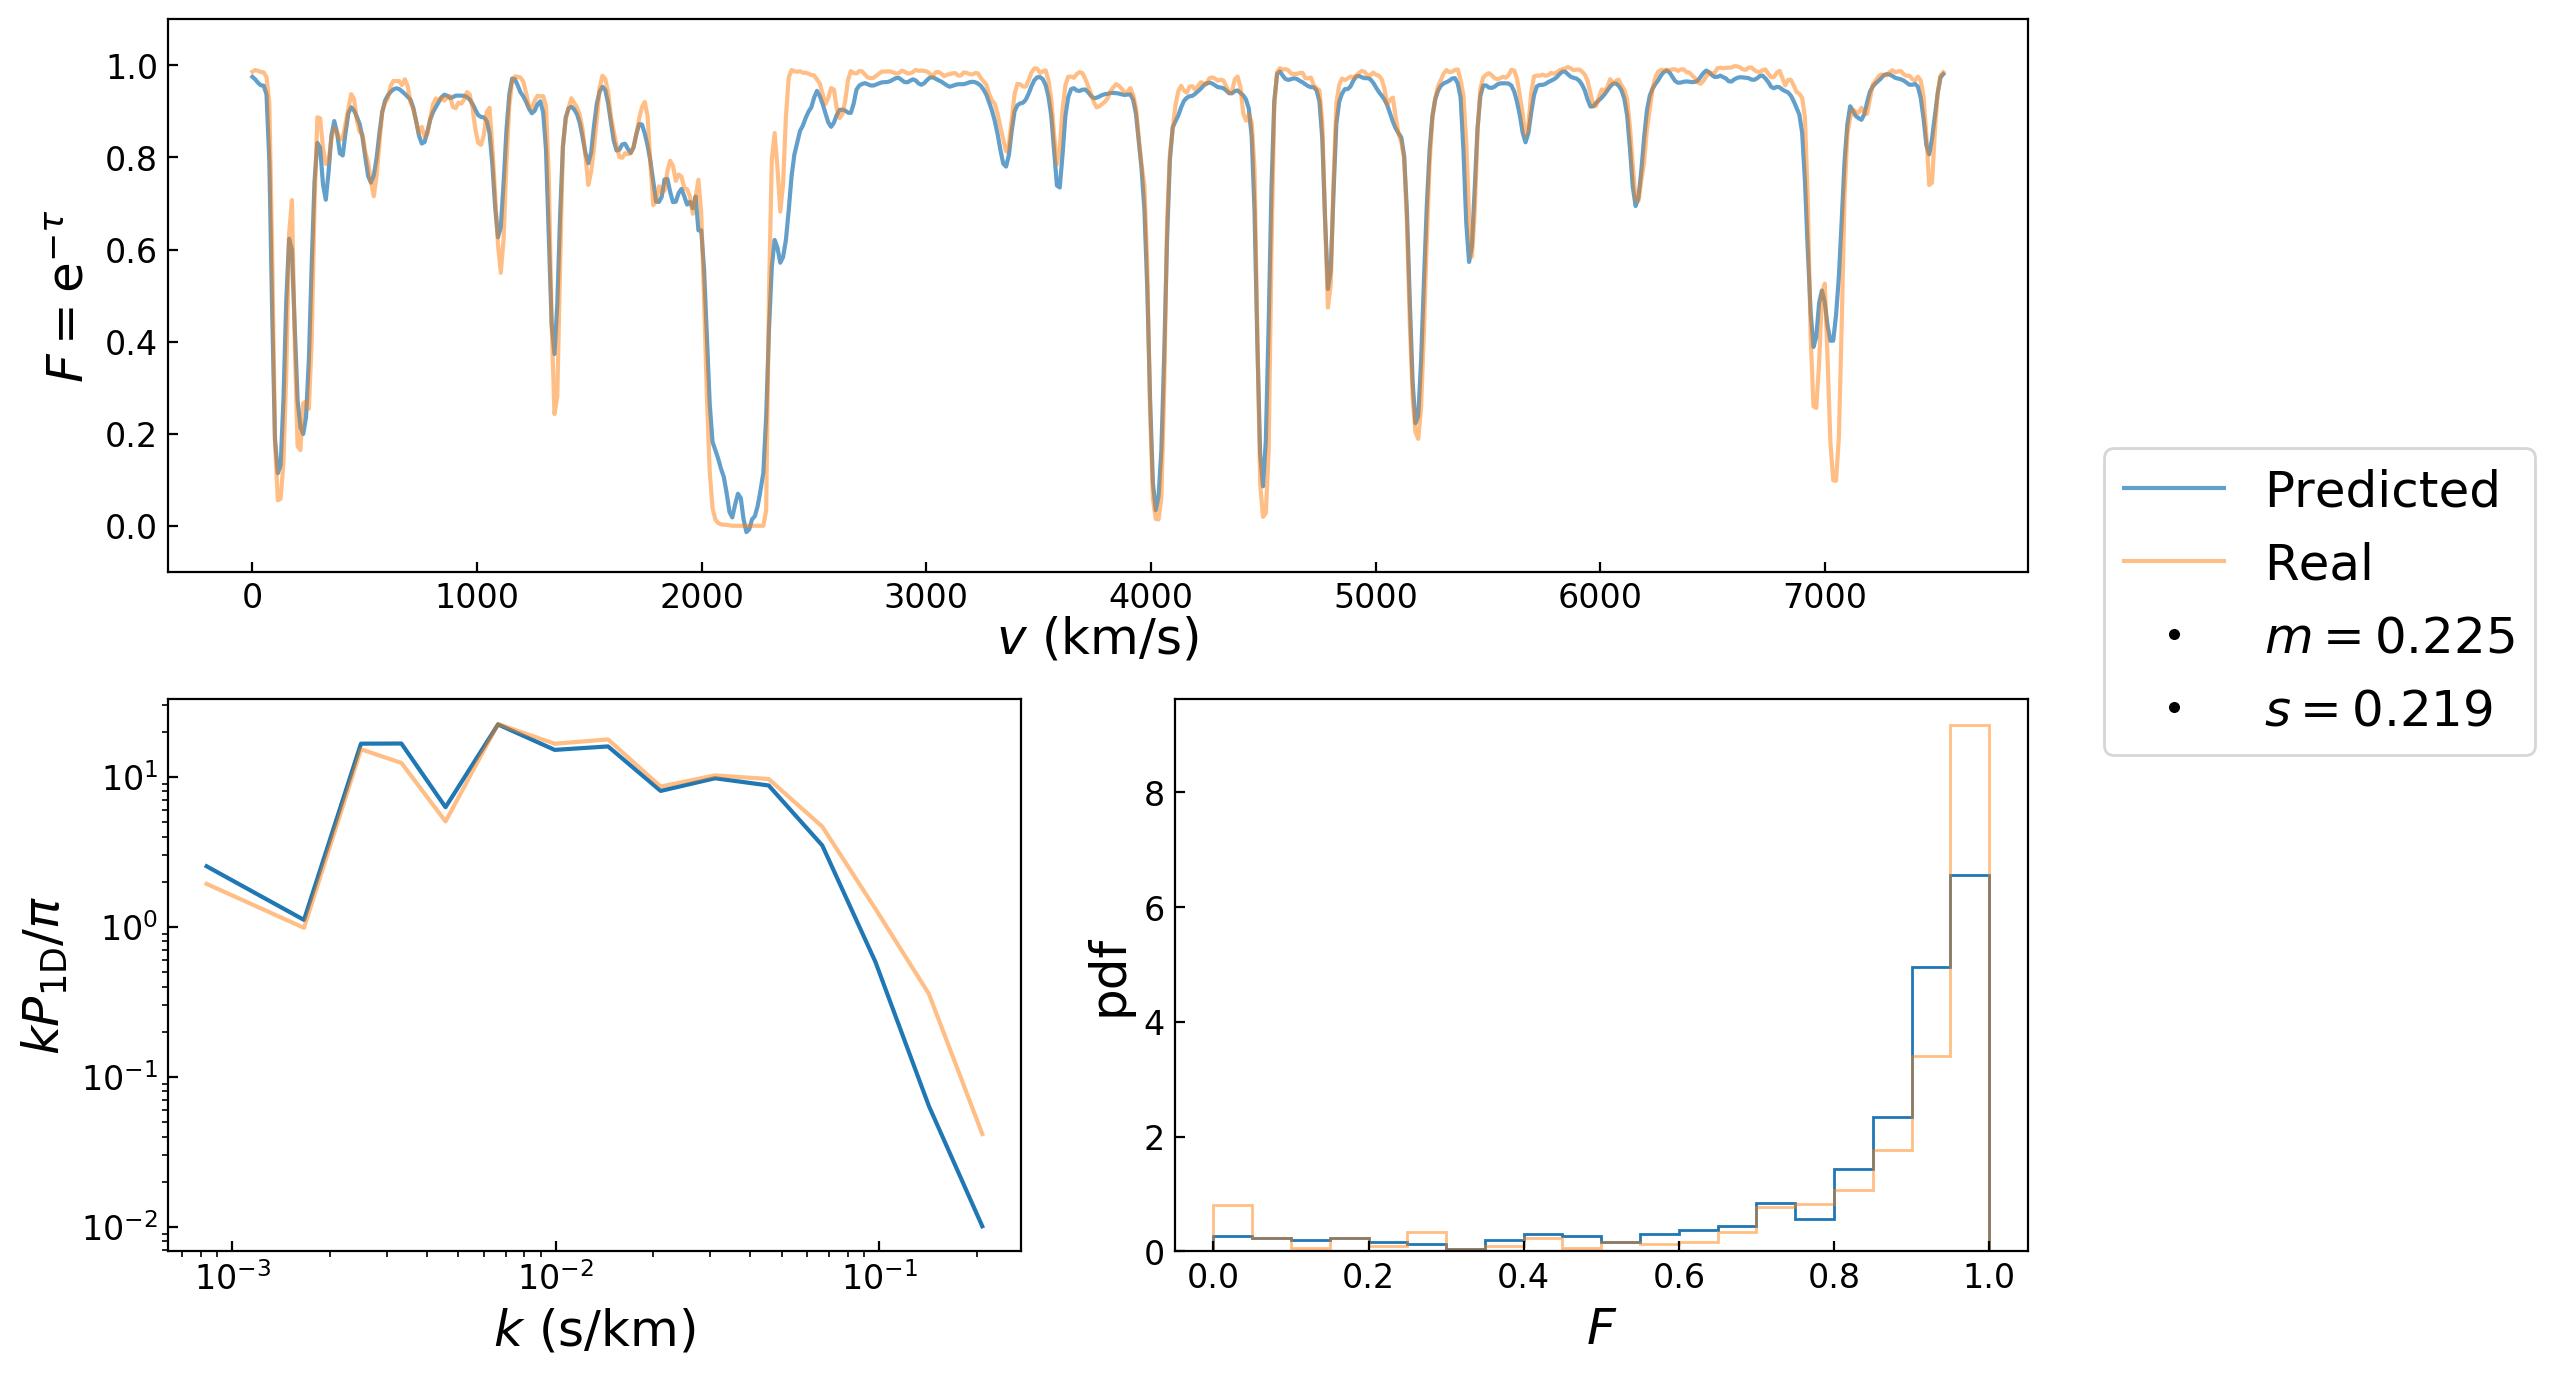 1.0
0.8
0.6
0.4
0.2
0.0
F = e^{−τ}
0 1000 2000 3000 4000 5000 6000 7000
v (km/s)
Predicted
Real
m = 0.225
s = 0.219
10^1
10^0
10^{−1}
10^{−2}
kP_{1D}/π
10^{−3} 10^{−2} 10^{−1}
k (s/km)
8
6
4
2
0
pdf
0.0 0.2 0.4 0.6 0.8 1.0
F